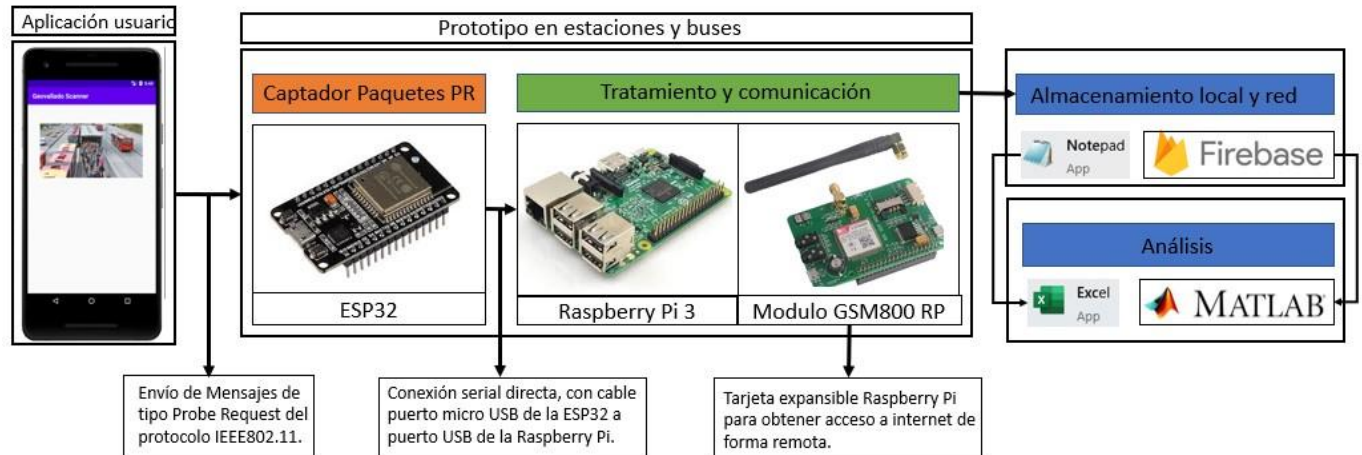 Aplicación usuario
Prototipo en estaciones y buses
Geovallado Scanner
Captador Paquetes PR
Tratamiento y comunicación
Almacenamiento local y red
Notepad
App
Firebase
Análisis
Excel
App
MATLAB
ESP32
Raspberry Pi 3
Modulo GSM800 RP
Envío de Mensajes de
tipo Probe Request del
protocolo IEEE802.11.
Conexión serial directa, con cable
puerto micro USB de la ESP32 a
puerto USB de la Raspberry Pi.
Tarjeta expansible Raspberry Pi
para obtener acceso a internet de
forma remota.